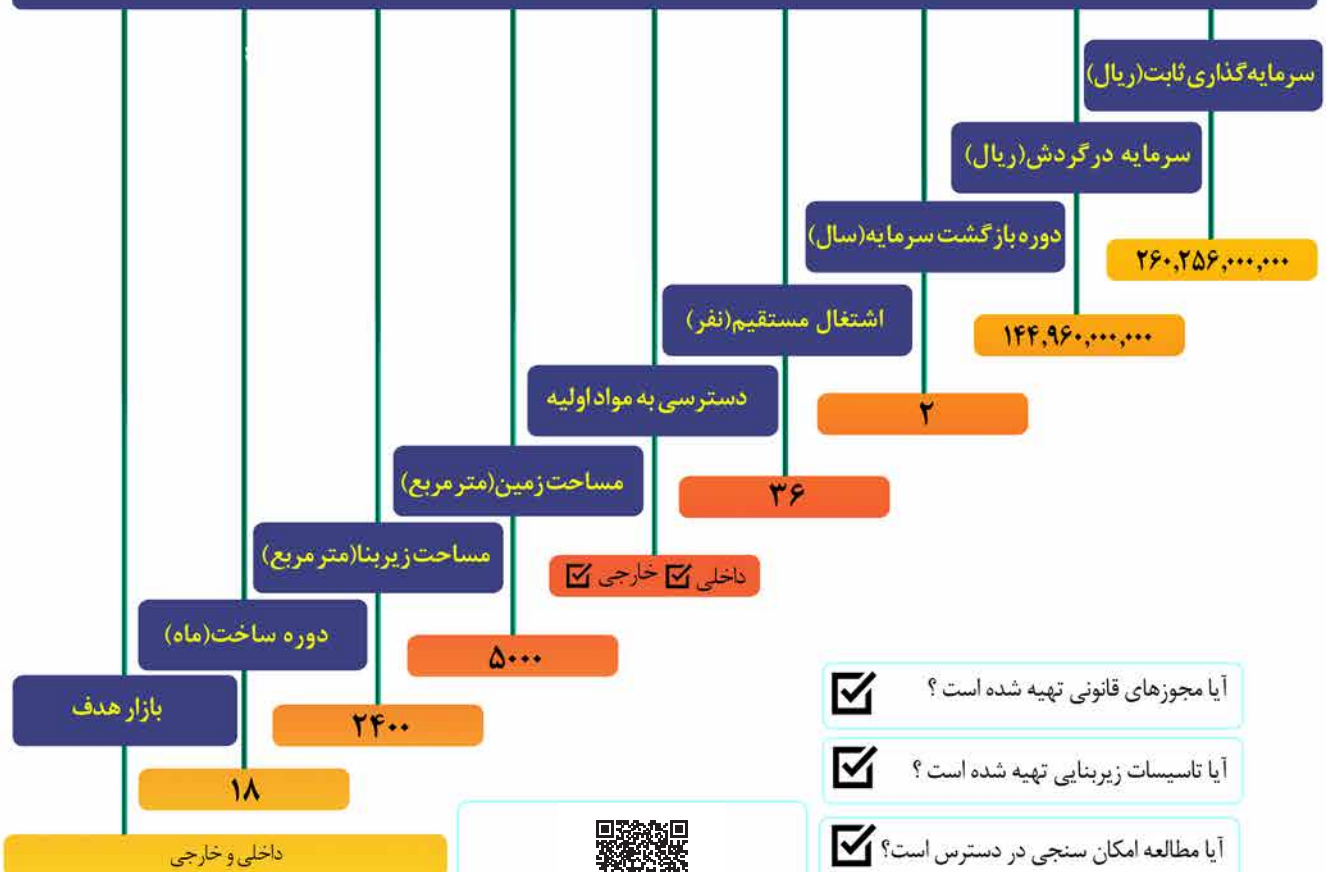 سرمایه‌گذاری ثابت(ریال)
۲۶۰,۲۵۶,۰۰۰,۰۰۰
سرمایه در گردش(ریال)
۱۴۴,۹۶۰,۰۰۰,۰۰۰
دوره بازگشت سرمایه(سال)
۲
اشتغال مستقیم(نفر)
۳۶
دسترسی به مواد اولیه
داخلی ☑ خارجی ☑
مساحت زمین(متر مربع)
۵۰۰۰
مساحت زیربنا(متر مربع)
۲۴۰۰
دوره ساخت(ماه)
۱۸
بازار هدف
داخلی و خارجی
آیا مجوزهای قانونی تهیه شده است ؟ ☑
آیا تاسیسات زیربنایی تهیه شده است ؟ ☑
آیا مطالعه امکان سنجی در دسترس است؟ ☑